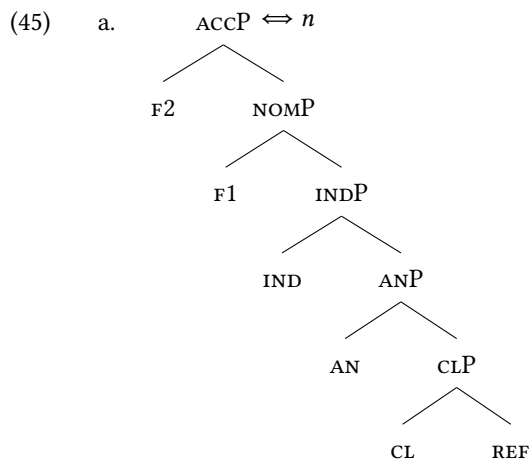 (45) a. ACCP ⇔ n
F2 NOMP
F1 INDP
IND ANP
AN CLP
CL REF